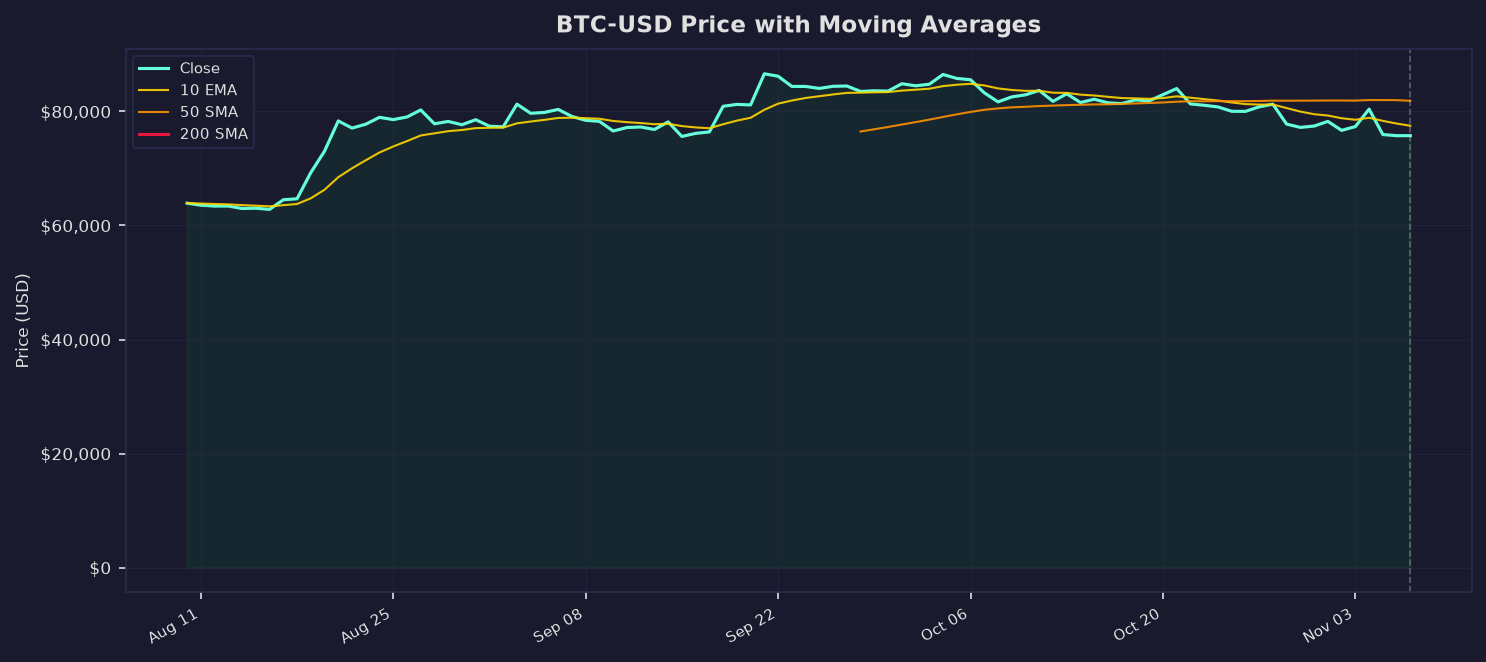 BTC-USD Price with Moving Averages
Close
10 EMA
50 SMA
200 SMA
Price (USD)
$80,000
$60,000
$40,000
$20,000
$0
Aug 11
Aug 25
Sep 08
Sep 22
Oct 06
Oct 20
Nov 03